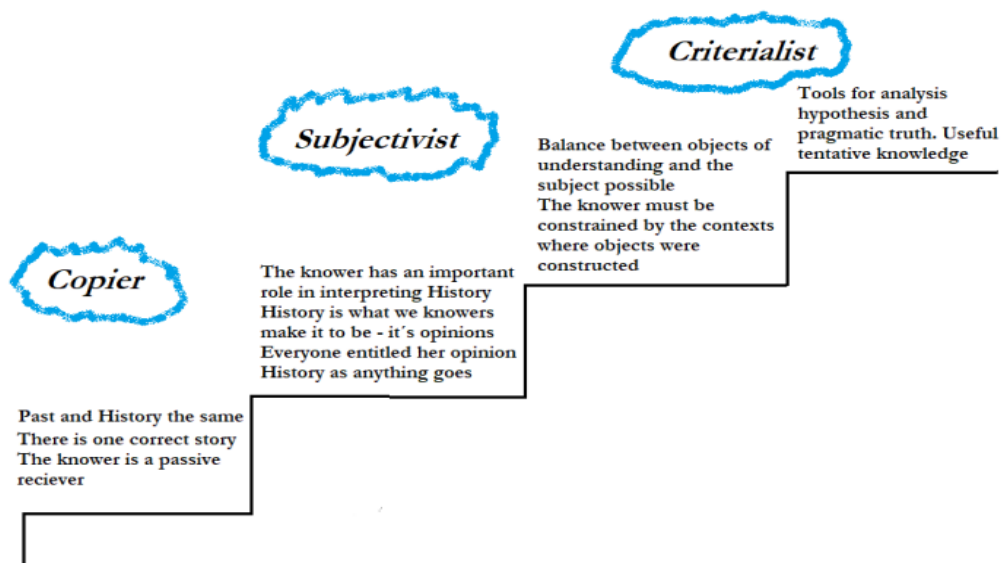 Copier
Past and History the same
There is one correct story
The knower is a passive
reciever
Subjectivist
The knower has an important
role in interpreting History
History is what we knowers
make it to be - it´s opinions
Everyone entitled her opinion
History as anything goes
Criterialist
Balance between objects of
understanding and the
subject possible
The knower must be
constrained by the contexts
where objects were
constructed
Tools for analysis
hypothesis and
pragmatic truth. Useful
tentative knowledge